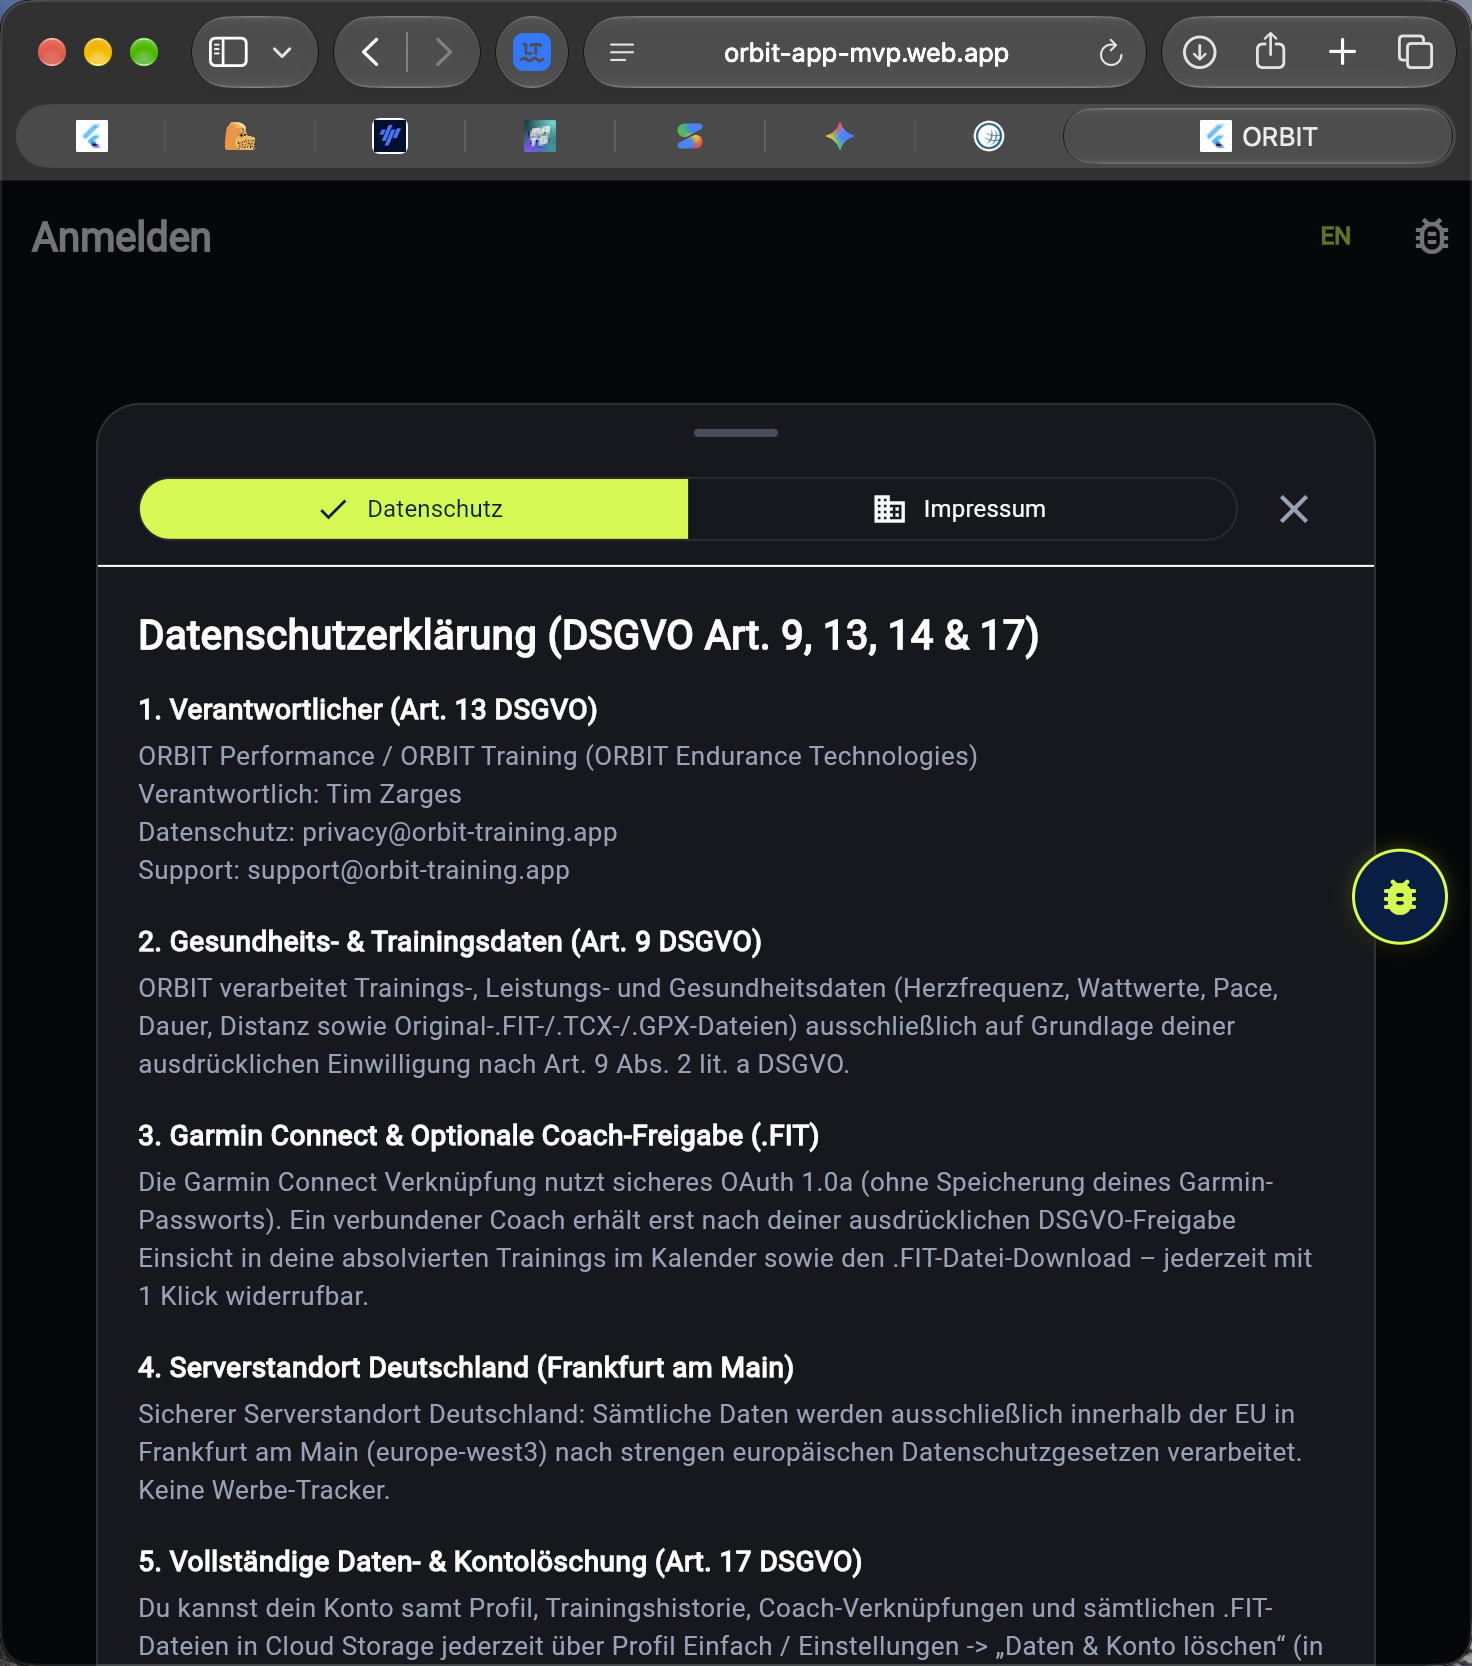 LT
orbit-app-mvp.web.app
ORBIT
Anmelden
EN
Datenschutz
Impressum
Datenschutzerklärung (DSGVO Art. 9, 13, 14 & 17)
1. Verantwortlicher (Art. 13 DSGVO)
ORBIT Performance / ORBIT Training (ORBIT Endurance Technologies)
Verantwortlich: Tim Zarges
Datenschutz: privacy@orbit-training.app
Support: support@orbit-training.app
2. Gesundheits- & Trainingsdaten (Art. 9 DSGVO)
ORBIT verarbeitet Trainings-, Leistungs- und Gesundheitsdaten (Herzfrequenz, Wattwerte, Pace,
Dauer, Distanz sowie Original-.FIT-/.TCX-/.GPX-Dateien) ausschließlich auf Grundlage deiner
ausdrücklichen Einwilligung nach Art. 9 Abs. 2 lit. a DSGVO.
3. Garmin Connect & Optionale Coach-Freigabe (.FIT)
Die Garmin Connect Verknüpfung nutzt sicheres OAuth 1.0a (ohne Speicherung deines Garmin-
Passworts). Ein verbundener Coach erhält erst nach deiner ausdrücklichen DSGVO-Freigabe
Einsicht in deine absolvierten Trainings im Kalender sowie den .FIT-Datei-Download – jederzeit mit
1 Klick widerrufbar.
4. Serverstandort Deutschland (Frankfurt am Main)
Sicherer Serverstandort Deutschland: Sämtliche Daten werden ausschließlich innerhalb der EU in
Frankfurt am Main (europe-west3) nach strengen europäischen Datenschutzgesetzen verarbeitet.
Keine Werbe-Tracker.
5. Vollständige Daten- & Kontolöschung (Art. 17 DSGVO)
Du kannst dein Konto samt Profil, Trainingshistorie, Coach-Verknüpfungen und sämtlichen .FIT-
Dateien in Cloud Storage jederzeit über Profil Einfach / Einstellungen -> „Daten & Konto löschen“ (in